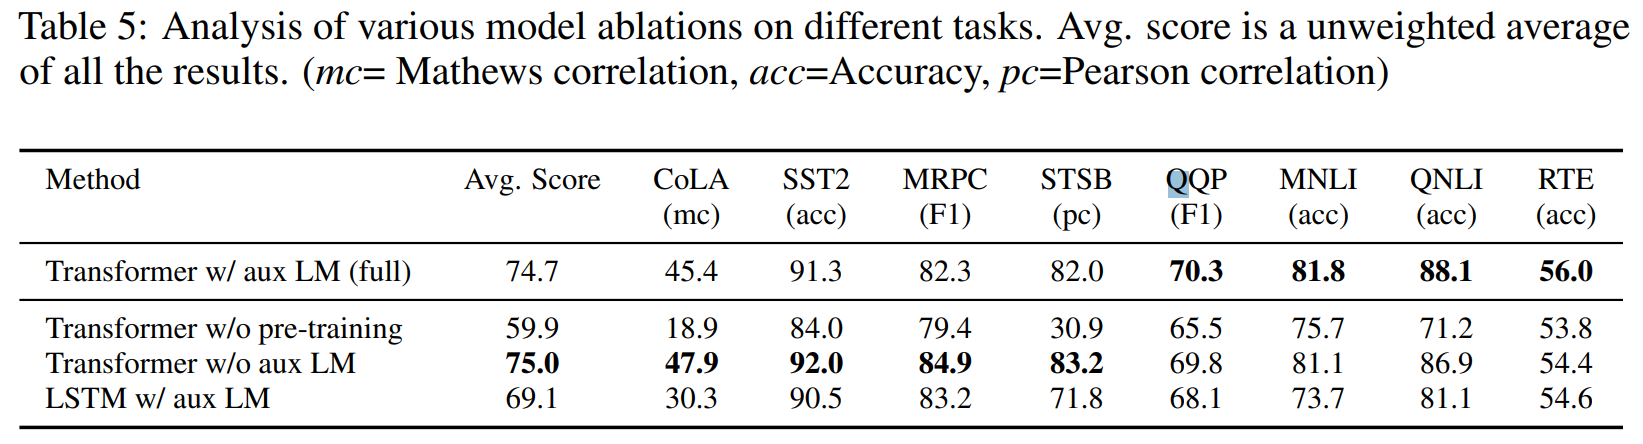 Table 5: Analysis of various model ablations on different tasks. Avg. score is a unweighted average
of all the results. (mc= Mathews correlation, acc=Accuracy, pc=Pearson correlation)
Method Avg. Score CoLA SST2 MRPC STSB QQP MNLI QNLI RTE
(mc) (acc) (F1) (pc) (F1) (acc) (acc) (acc)
Transformer w/ aux LM (full) 74.7 45.4 91.3 82.3 82.0 70.3 81.8 88.1 56.0
Transformer w/o pre-training 59.9 18.9 84.0 79.4 30.9 65.5 75.7 71.2 53.8
Transformer w/o aux LM 75.0 47.9 92.0 84.9 83.2 69.8 81.1 86.9 54.4
LSTM w/ aux LM 69.1 30.3 90.5 83.2 71.8 68.1 73.7 81.1 54.6